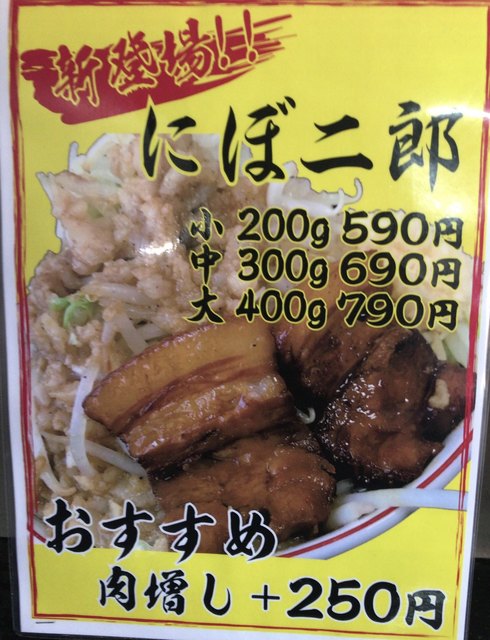 新登場!!
にぼ二郎
小 200g 590円
中 300g 690円
大 400g 790円
おすすめ
肉増し＋250円